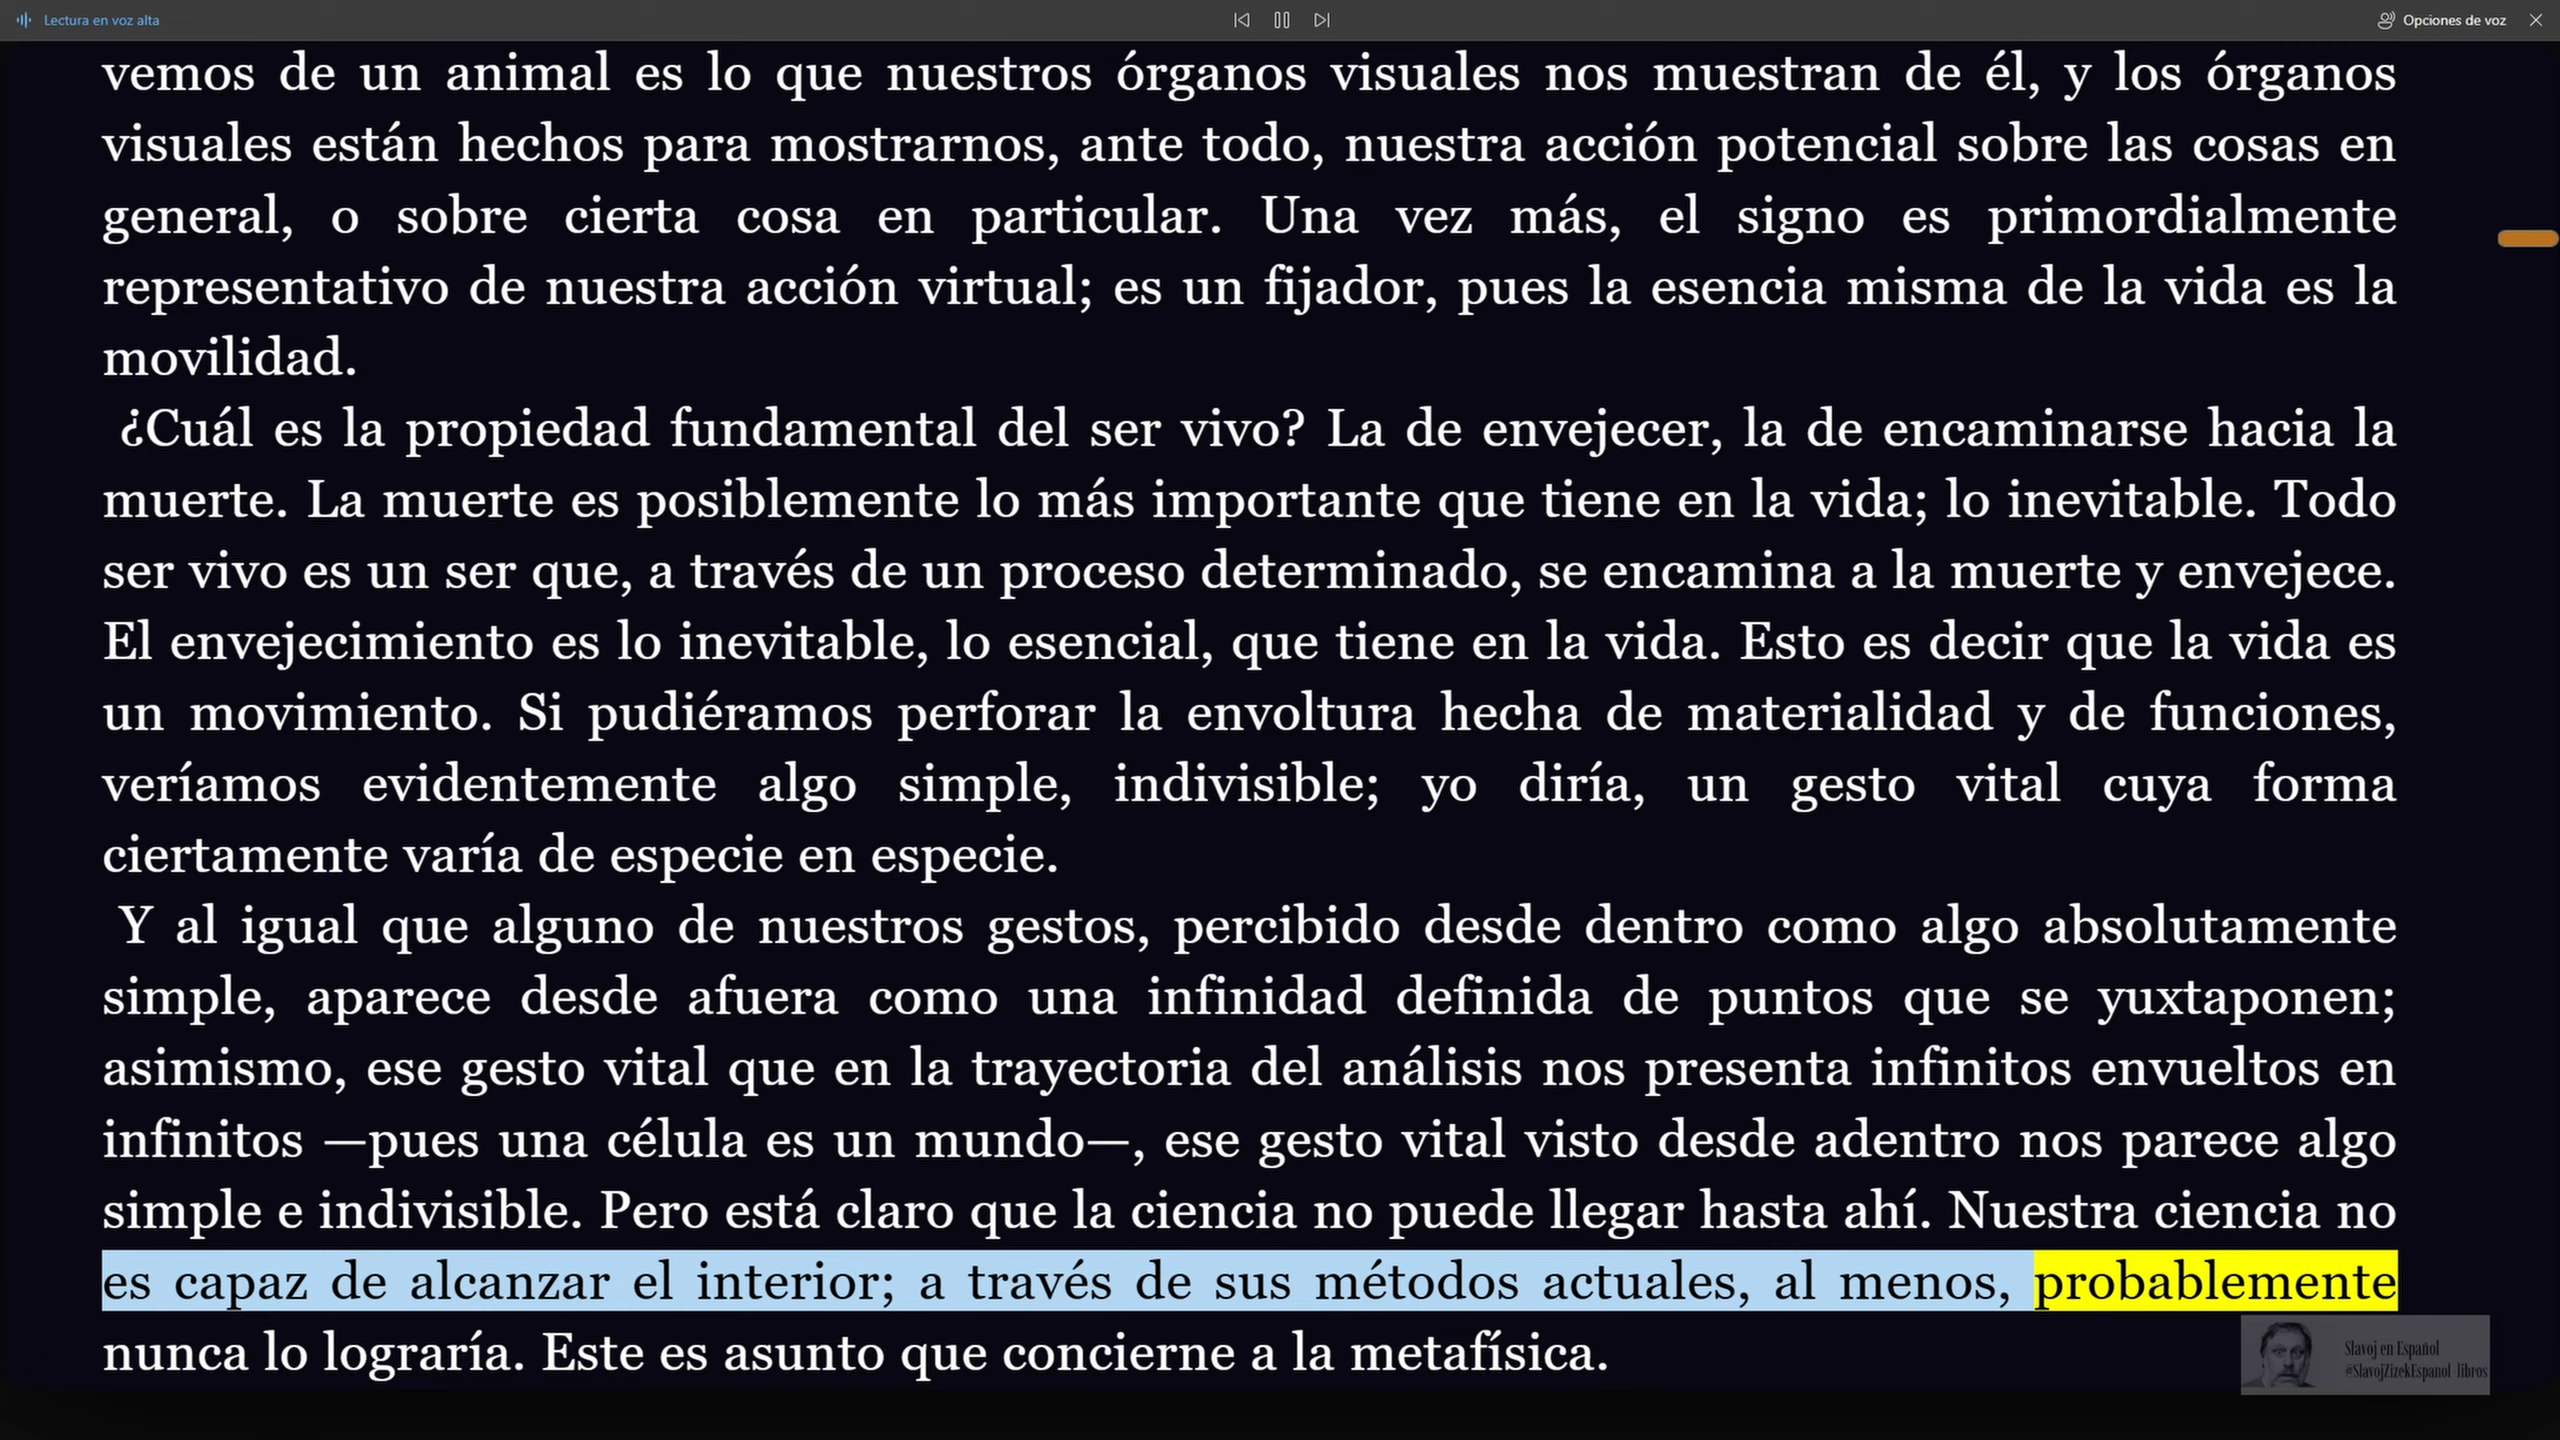 Lectura en voz alta
Opciones de voz
vemos de un animal es lo que nuestros órganos visuales nos muestran de él, y los órganos
visuales están hechos para mostrarnos, ante todo, nuestra acción potencial sobre las cosas en
general, o sobre cierta cosa en particular. Una vez más, el signo es primordialmente
representativo de nuestra acción virtual; es un fijador, pues la esencia misma de la vida es la
movilidad.
¿Cuál es la propiedad fundamental del ser vivo? La de envejecer, la de encaminarse hacia la
muerte. La muerte es posiblemente lo más importante que tiene en la vida; lo inevitable. Todo
ser vivo es un ser que, a través de un proceso determinado, se encamina a la muerte y envejece.
El envejecimiento es lo inevitable, lo esencial, que tiene en la vida. Esto es decir que la vida es
un movimiento. Si pudiéramos perforar la envoltura hecha de materialidad y de funciones,
veríamos evidentemente algo simple, indivisible; yo diría, un gesto vital cuya forma
ciertamente varía de especie en especie.
Y al igual que alguno de nuestros gestos, percibido desde dentro como algo absolutamente
simple, aparece desde afuera como una infinidad definida de puntos que se yuxtaponen;
asimismo, ese gesto vital que en la trayectoria del análisis nos presenta infinitos envueltos en
infinitos —pues una célula es un mundo—, ese gesto vital visto desde adentro nos parece algo
simple e indivisible. Pero está claro que la ciencia no puede llegar hasta ahí. Nuestra ciencia no
es capaz de alcanzar el interior; a través de sus métodos actuales, al menos, probablemente
nunca lo lograría. Este es asunto que concierne a la metafísica.
Slavoj en Español
@SlavojZizekEspanol-libros